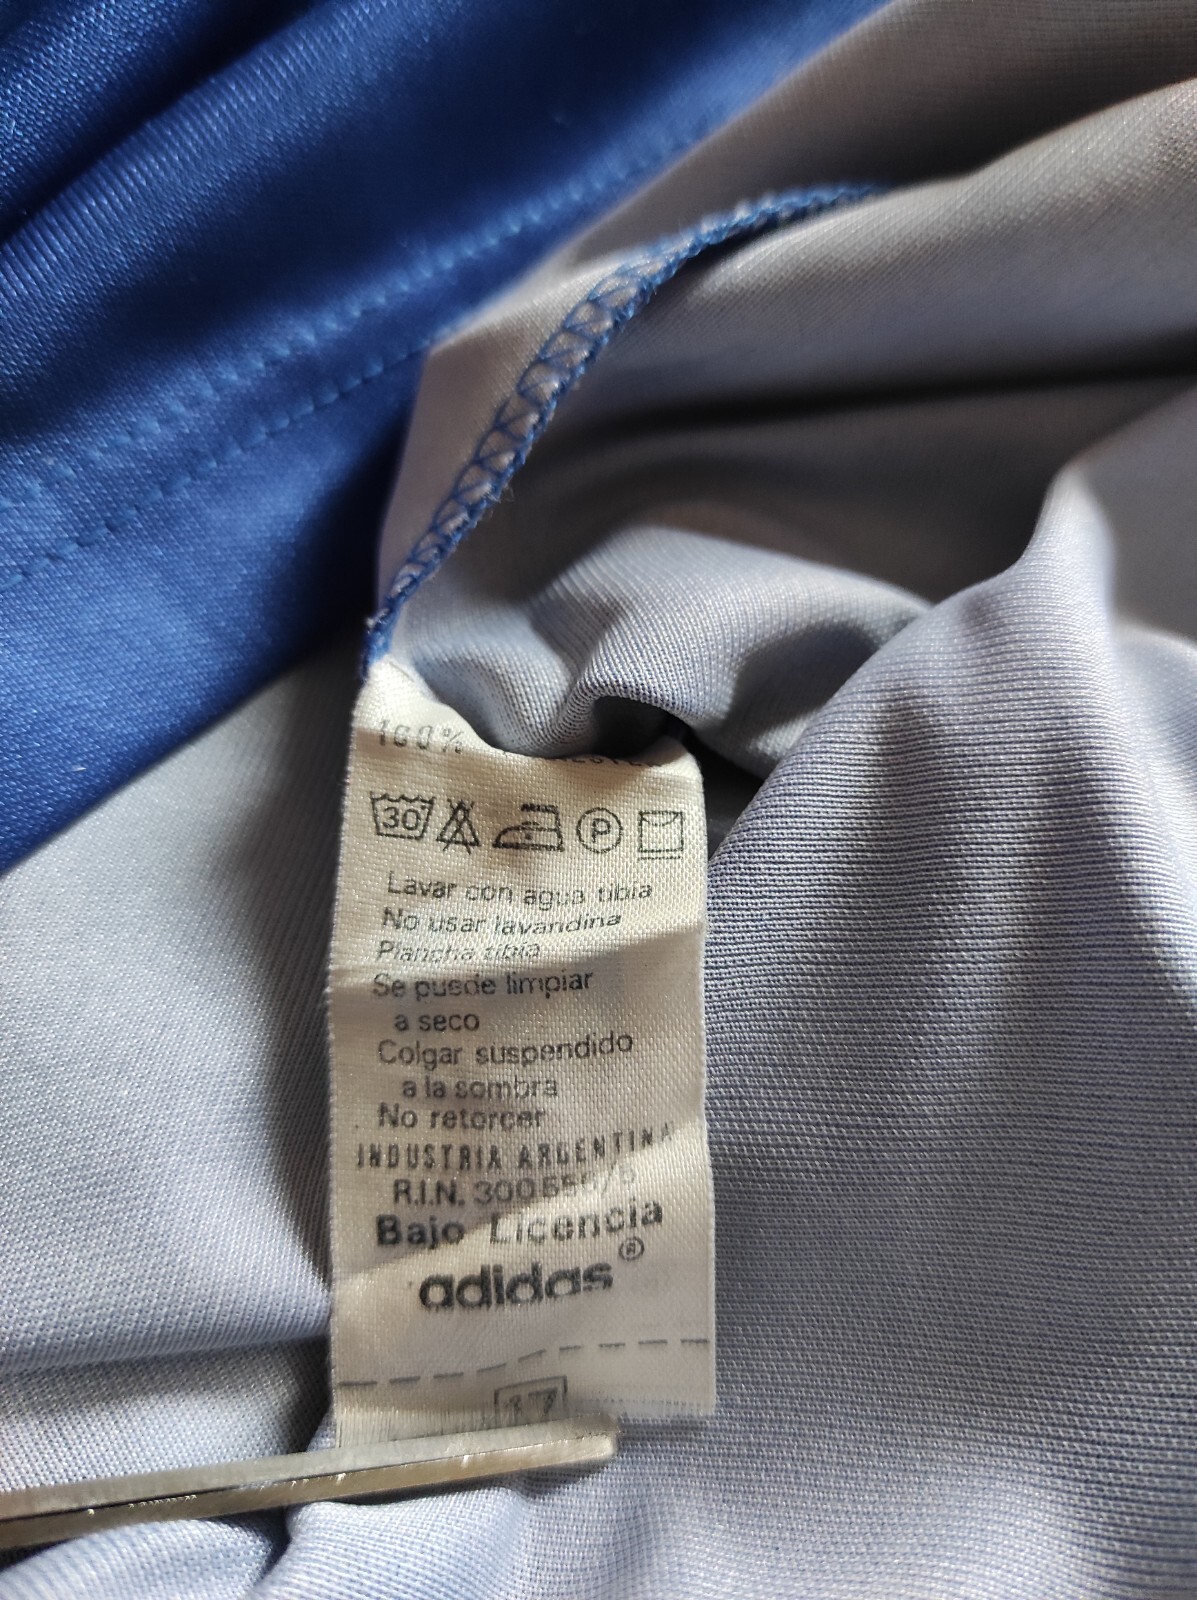 100%
30 P
Lavar con agua tibia
No usar lavandina
Plancha tibia
Se puede limpiar
a seco
Colgar suspendido
a la sombra
No retorcer
INDUSTRIA ARGENTINA
R.I.N.
Bajo Licencia
adidas®
17